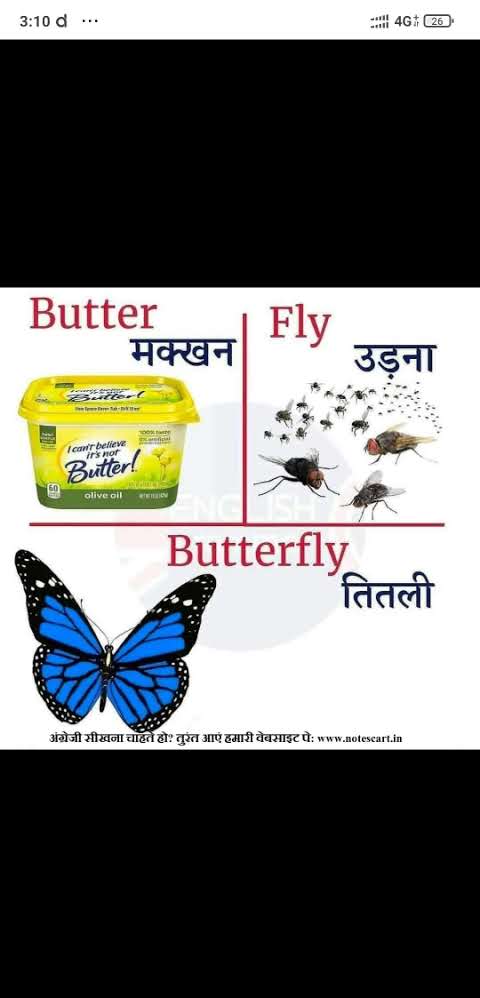 3:10 d ...
4G 26
Butter
मक्खन
Fly
उड़ना
I can't believe
it's not
Butter!
I can't believe
it's not
Butter!
60
olive oil
ENGLISH
Butterfly
तितली
अंग्रेजी सीखना चाहते हो? तुरंत आएं हमारी वेबसाइट पे: www.notescart.in